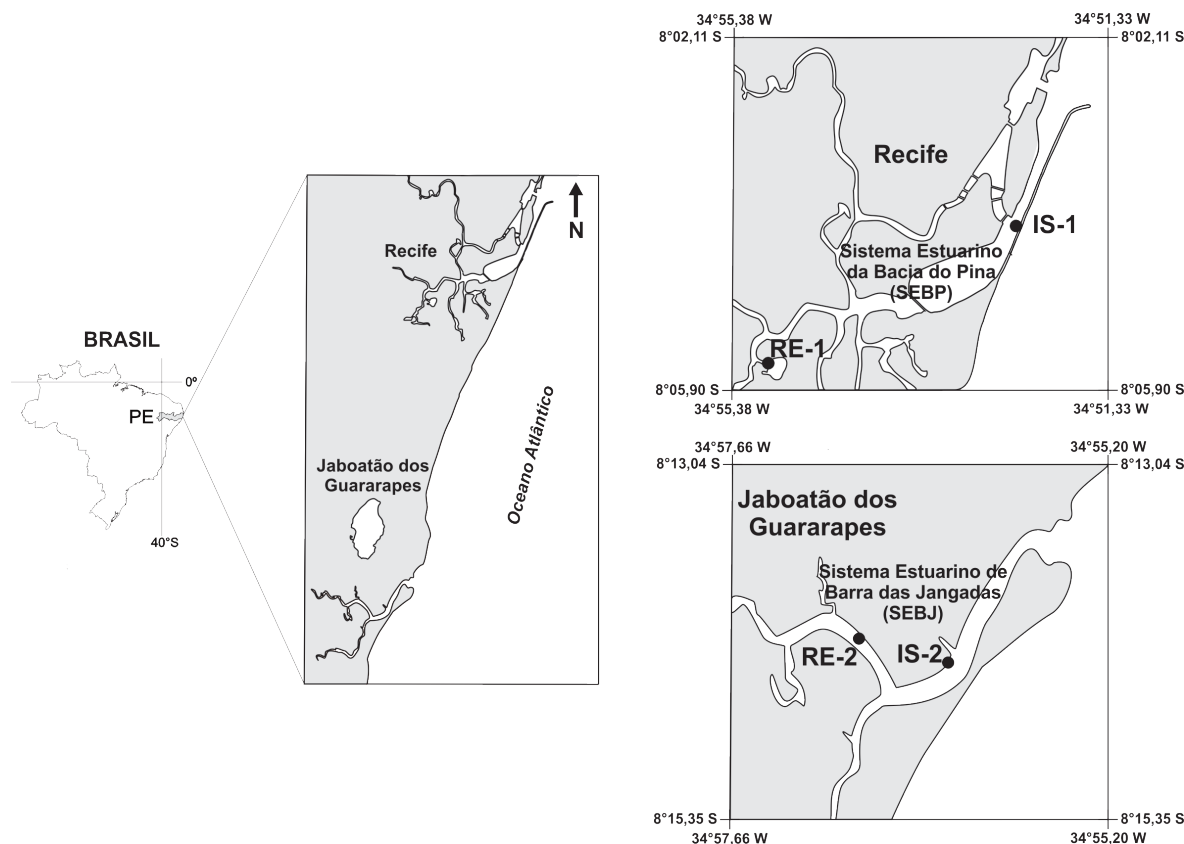 BRASIL
0º
PE
40°S
N
Recife
Oceano Atlântico
Jaboatão dos
Guararapes
34°55,38 W
34°51,33 W
8°02,11 S
8°02,11 S
Recife
IS-1
Sistema Estuarino
da Bacia do Pina
(SEBP)
RE-1
8°05,90 S
8°05,90 S
34°55,38 W
34°51,33 W
34°57,66 W
34°55,20 W
8°13,04 S
8°13,04 S
Jaboatão dos
Guararapes
Sistema Estuarino de
Barra das Jangadas
(SEBJ)
RE-2
IS-2
8°15,35 S
8°15,35 S
34°57,66 W
34°55,20 W